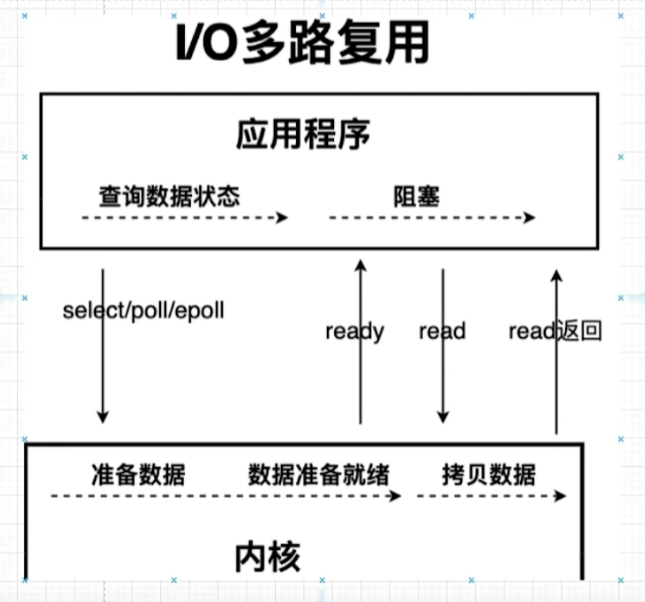 I/O多路复用
应用程序
查询数据状态
阻塞
select/poll/epoll
ready
read
read返回
准备数据
数据准备就绪
拷贝数据
内核